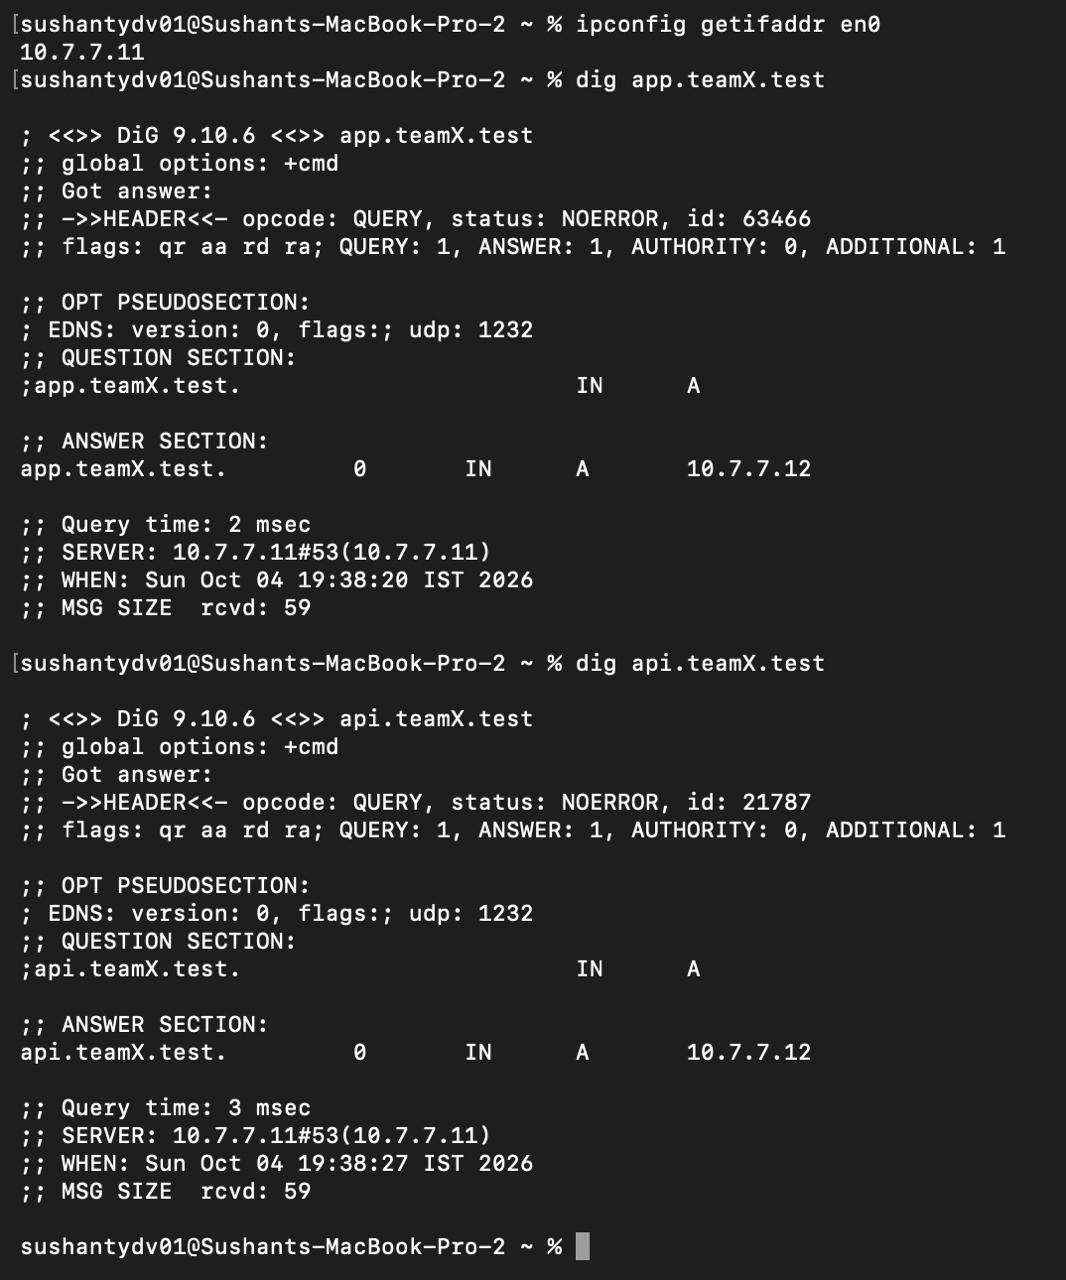 [sushantydv01@Sushants-MacBook-Pro-2 ~ % ipconfig getifaddr en0
10.7.7.11
[sushantydv01@Sushants-MacBook-Pro-2 ~ % dig app.teamX.test
; <<>> DiG 9.10.6 <<>> app.teamX.test
;; global options: +cmd
;; Got answer:
;; ->>HEADER<<- opcode: QUERY, status: NOERROR, id: 63466
;; flags: qr aa rd ra; QUERY: 1, ANSWER: 1, AUTHORITY: 0, ADDITIONAL: 1
;; OPT PSEUDOSECTION:
; EDNS: version: 0, flags:; udp: 1232
;; QUESTION SECTION:
;app.teamX.test. IN A
;; ANSWER SECTION:
app.teamX.test. 0 IN A 10.7.7.12
;; Query time: 2 msec
;; SERVER: 10.7.7.11#53(10.7.7.11)
;; WHEN: Sun Oct 04 19:38:20 IST 2026
;; MSG SIZE  rcvd: 59
[sushantydv01@Sushants-MacBook-Pro-2 ~ % dig api.teamX.test
; <<>> DiG 9.10.6 <<>> api.teamX.test
;; global options: +cmd
;; Got answer:
;; ->>HEADER<<- opcode: QUERY, status: NOERROR, id: 21787
;; flags: qr aa rd ra; QUERY: 1, ANSWER: 1, AUTHORITY: 0, ADDITIONAL: 1
;; OPT PSEUDOSECTION:
; EDNS: version: 0, flags:; udp: 1232
;; QUESTION SECTION:
;api.teamX.test. IN A
;; ANSWER SECTION:
api.teamX.test. 0 IN A 10.7.7.12
;; Query time: 3 msec
;; SERVER: 10.7.7.11#53(10.7.7.11)
;; WHEN: Sun Oct 04 19:38:27 IST 2026
;; MSG SIZE  rcvd: 59
sushantydv01@Sushants-MacBook-Pro-2 ~ %